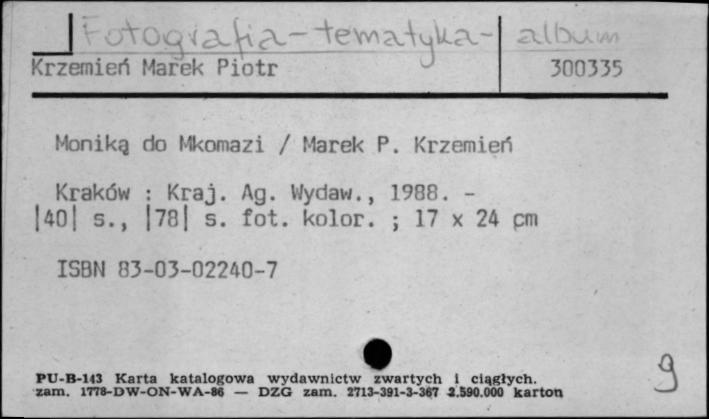 Fotografia - tematyka - album
Krzemień Marek Piotr 300335
Moniką do Mkomazi / Marek P. Krzemień
Kraków : Kraj. Ag. Wydaw., 1988. -
|40| s., |78| s. fot. kolor. ; 17 x 24 cm
ISBN 83-03-02240-7
PU-B-143 Karta katalogowa wydawnictw zwartych i ciągłych.
zam. 1778-DW-ON-WA-86 — DZG zam. 2713-391-3-367 2.590.000 karton
9